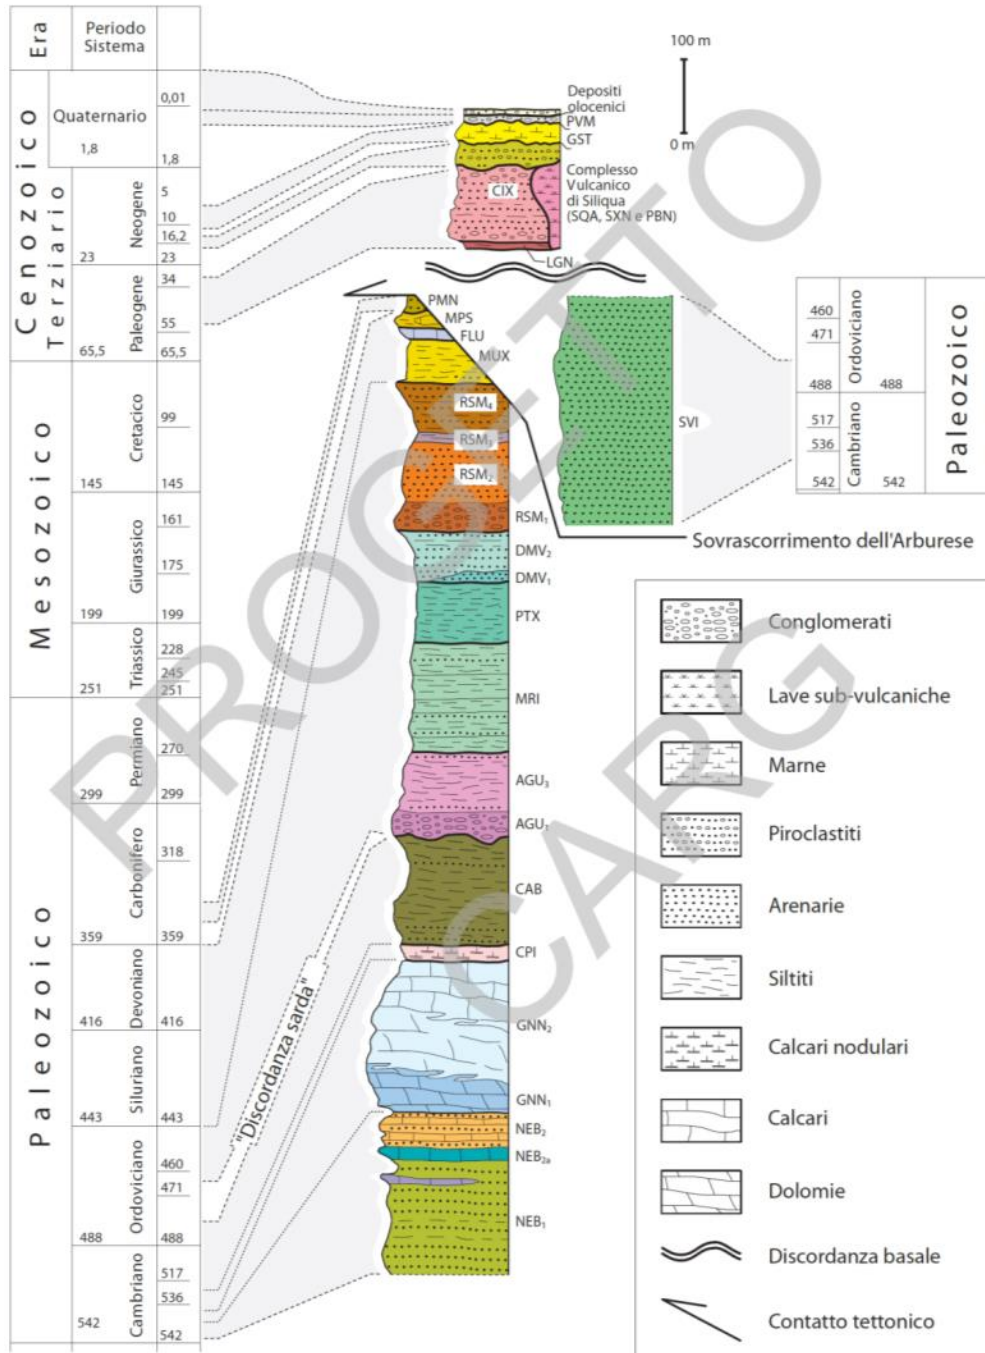 Era
Periodo
Sistema
Cenozoico
Terziario
Quaternario
1,8
Neogene
23
Paleogene
65,5
0,01
1,8
5
10
16,2
23
34
55
65,5
Mesozoico
Cretacico
145
Giurassico
199
Triassico
251
99
145
161
175
199
228
245
251
Paleozoico
Permiano
299
Carbonifero
359
Devoniano
416
Siluriano
443
Ordoviciano
488
Cambriano
542
270
299
318
359
416
443
460
471
488
517
536
542
100 m
0 m
Depositi
olocenici
PVM
GST
Complesso
Vulcanico
di Siliqua
(SQA, SXN e PBN)
CIX
LGN
PMN
MPS
FLU
MUX
RSM4
RSM3
RSM2
RSM1
DMV2
DMV1
PTX
MRI
AGU3
AGU1
CAB
CPI
GNN2
GNN1
NEB2
NEB2a
NEB1
"Discordanza sarda"
SVI
460
471
488
517
536
542
Ordoviciano
Cambriano
488
542
Paleozoico
Sovrascorrimento dell'Arburese
Conglomerati
Lave sub-vulcaniche
Marne
Piroclastiti
Arenarie
Siltiti
Calcari nodulari
Calcari
Dolomie
Discordanza basale
Contatto tettonico
PROGETTO
CARG